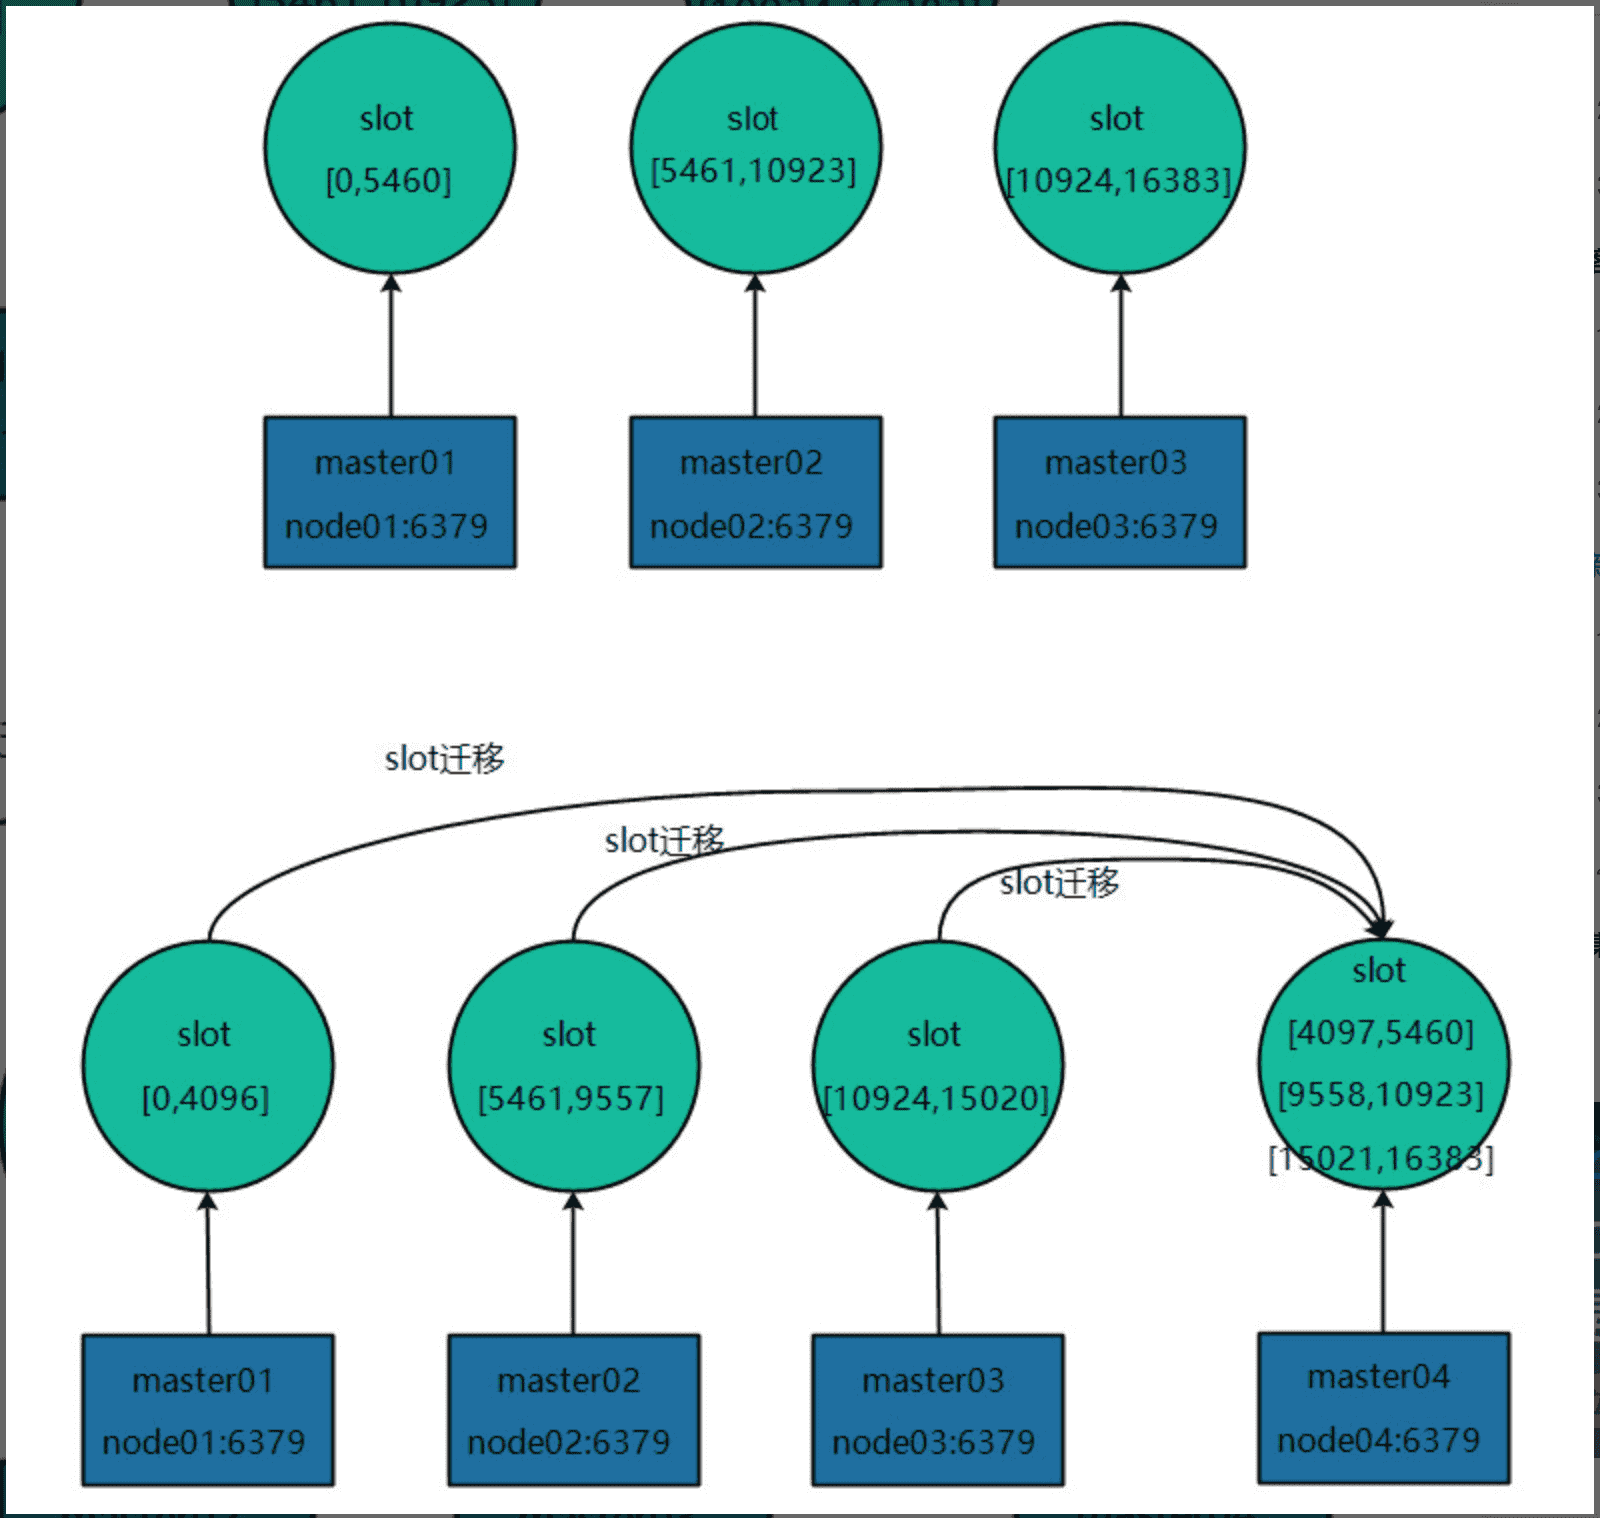 slot
[0,5460]
slot
[5461,10923]
slot
[10924,16383]
master01
node01:6379
master02
node02:6379
master03
node03:6379
slot迁移
slot迁移
slot迁移
slot
[0,4096]
slot
[5461,9557]
slot
[10924,15020]
slot
[4097,5460]
[9558,10923]
[15021,16383]
master01
node01:6379
master02
node02:6379
master03
node03:6379
master04
node04:6379